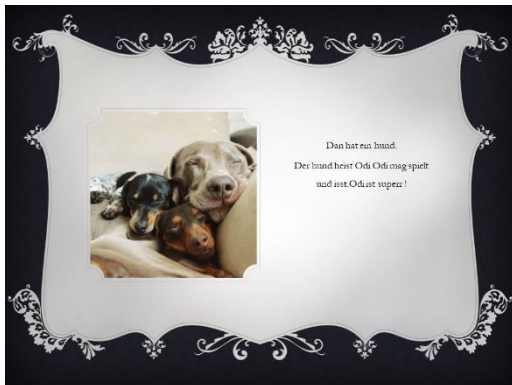 Dan hat ein hund.
Der hund heist Odi Odi mag spielt
und isst.Odi ist superr !